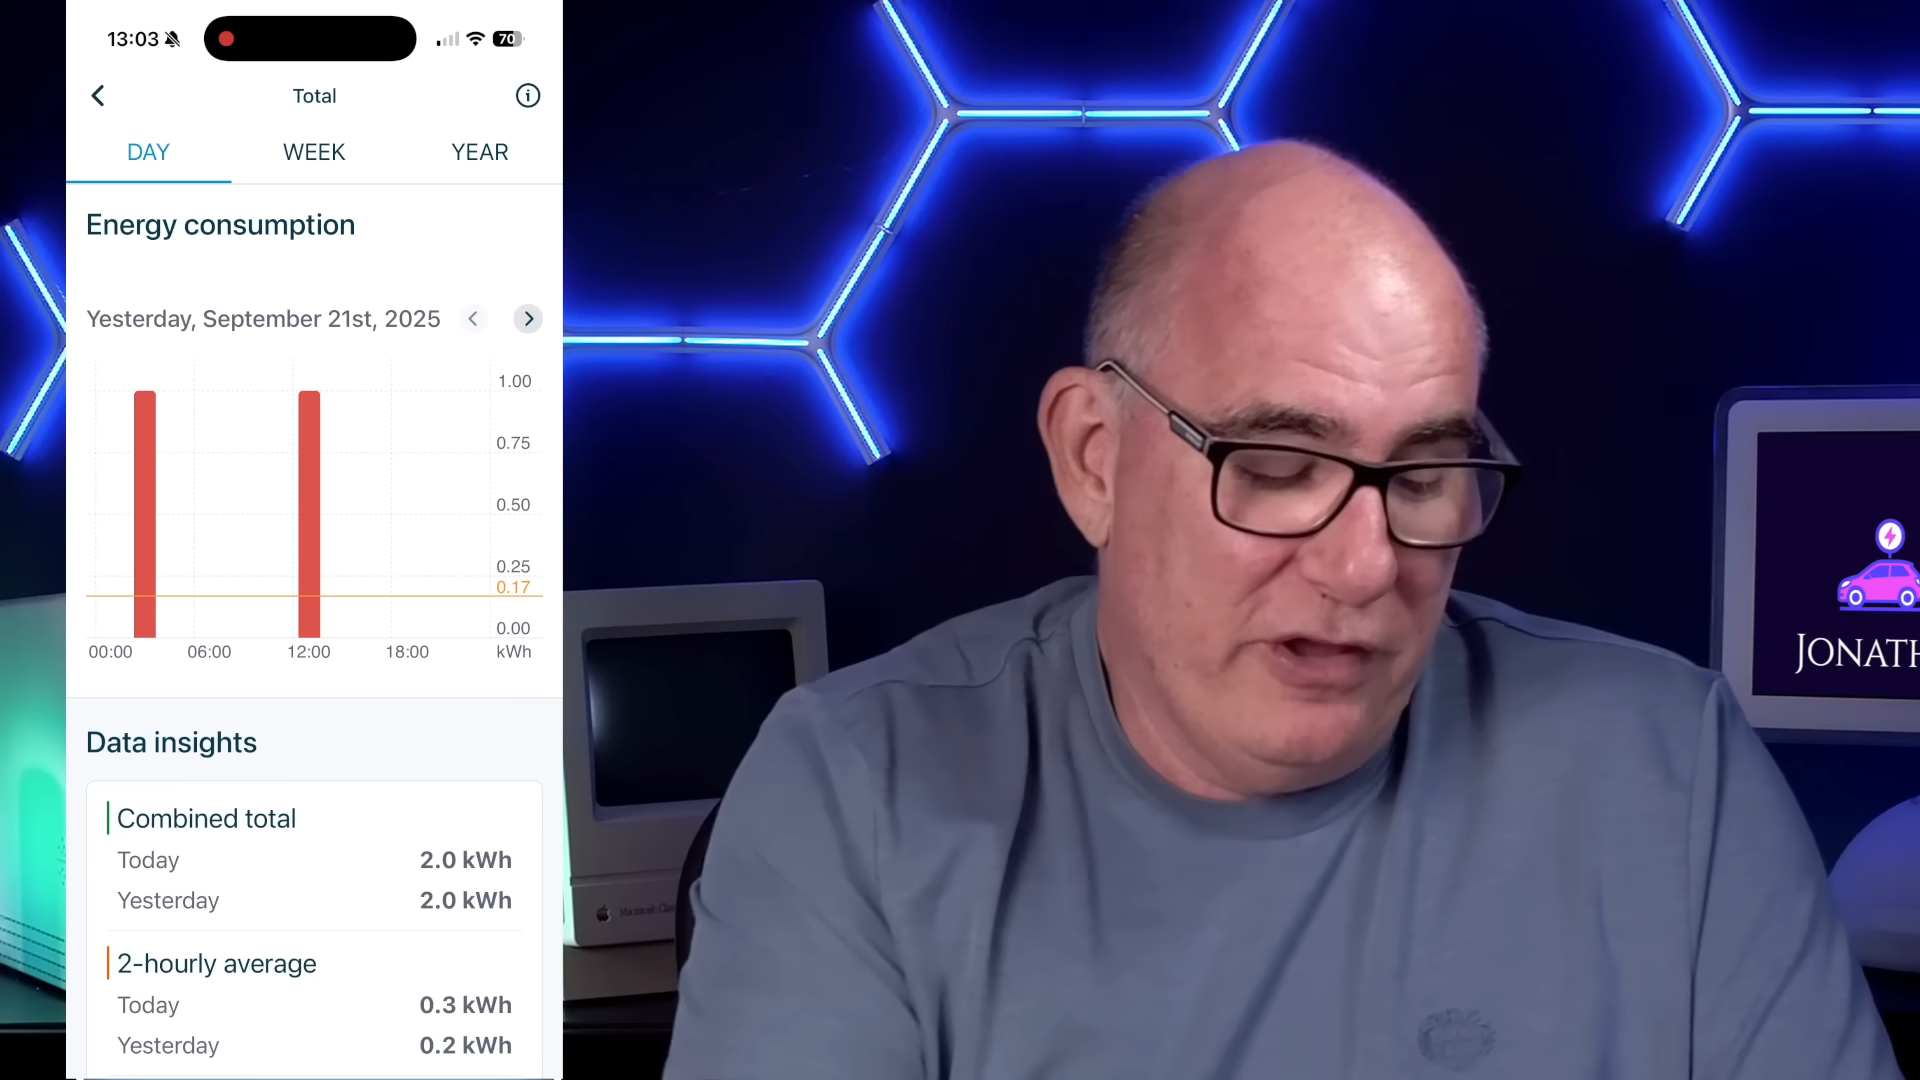 13:03
70
Total
DAY WEEK YEAR
Energy consumption
Yesterday, September 21st, 2025
1.00
0.75
0.50
0.25
0.17
0.00
00:00 06:00 12:00 18:00 kWh
Data insights
Combined total
Today 2.0 kWh
Yesterday 2.0 kWh
2-hourly average
Today 0.3 kWh
Yesterday 0.2 kWh
Macintosh
JONATH